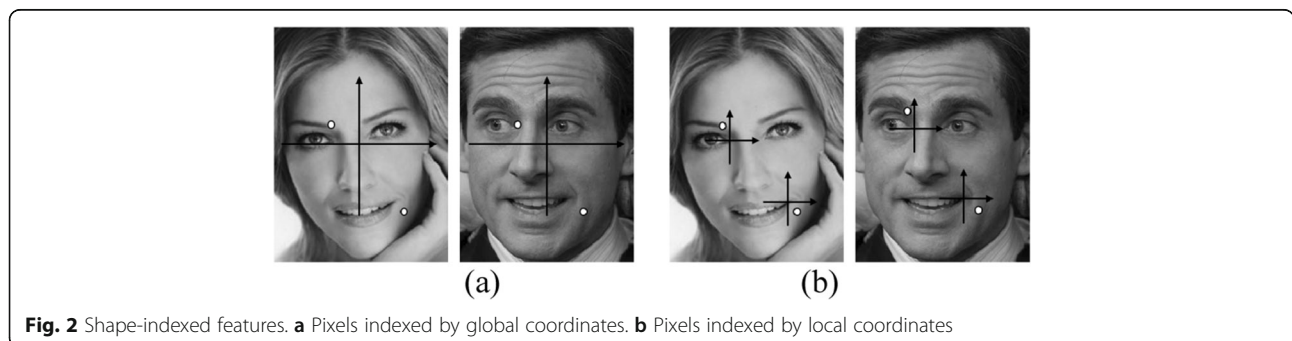 (a) (b)
Fig. 2 Shape-indexed features. a Pixels indexed by global coordinates. b Pixels indexed by local coordinates